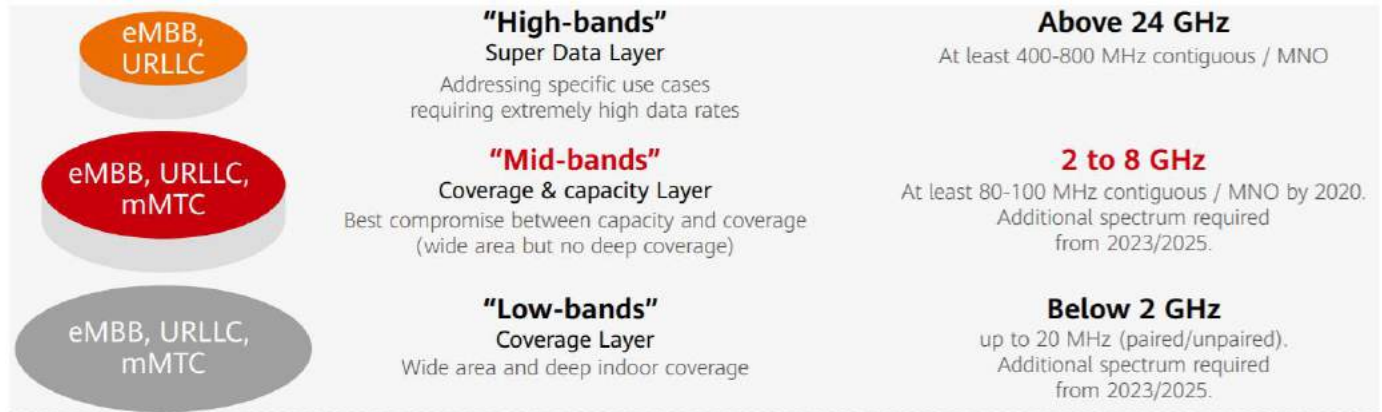 eMBB,
URLLC
“High-bands”
Super Data Layer
Addressing specific use cases
requiring extremely high data rates
Above 24 GHz
At least 400-800 MHz contiguous / MNO
eMBB, URLLC,
mMTC
“Mid-bands”
Coverage & capacity Layer
Best compromise between capacity and coverage
(wide area but no deep coverage)
2 to 8 GHz
At least 80-100 MHz contiguous / MNO by 2020.
Additional spectrum required
from 2023/2025.
eMBB, URLLC,
mMTC
“Low-bands”
Coverage Layer
Wide area and deep indoor coverage
Below 2 GHz
up to 20 MHz (paired/unpaired).
Additional spectrum required
from 2023/2025.